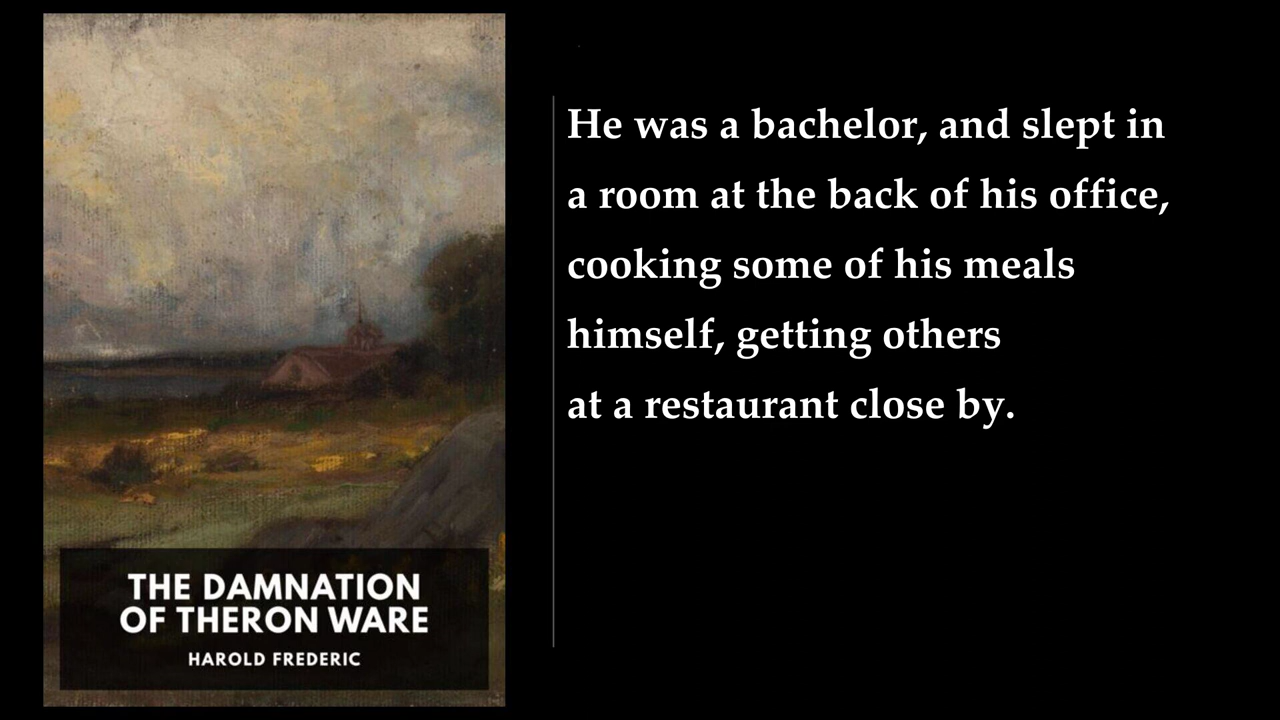 THE DAMNATION
OF THERON WARE
HAROLD FREDERIC
He was a bachelor, and slept in
a room at the back of his office,
cooking some of his meals
himself, getting others
at a restaurant close by.